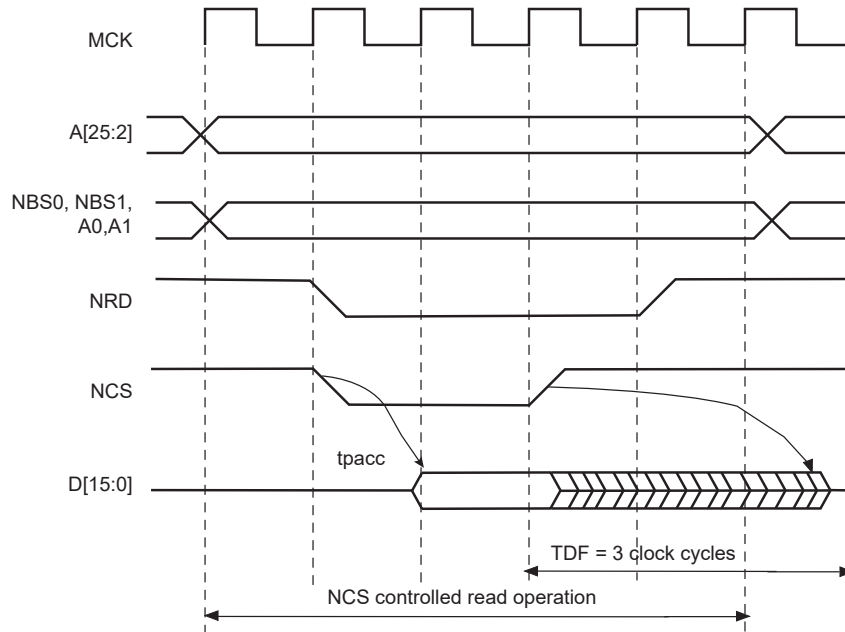 MCK
A[25:2]
NBS0, NBS1,
A0,A1
NRD
NCS
tpacc
D[15:0]
TDF = 3 clock cycles
NCS controlled read operation